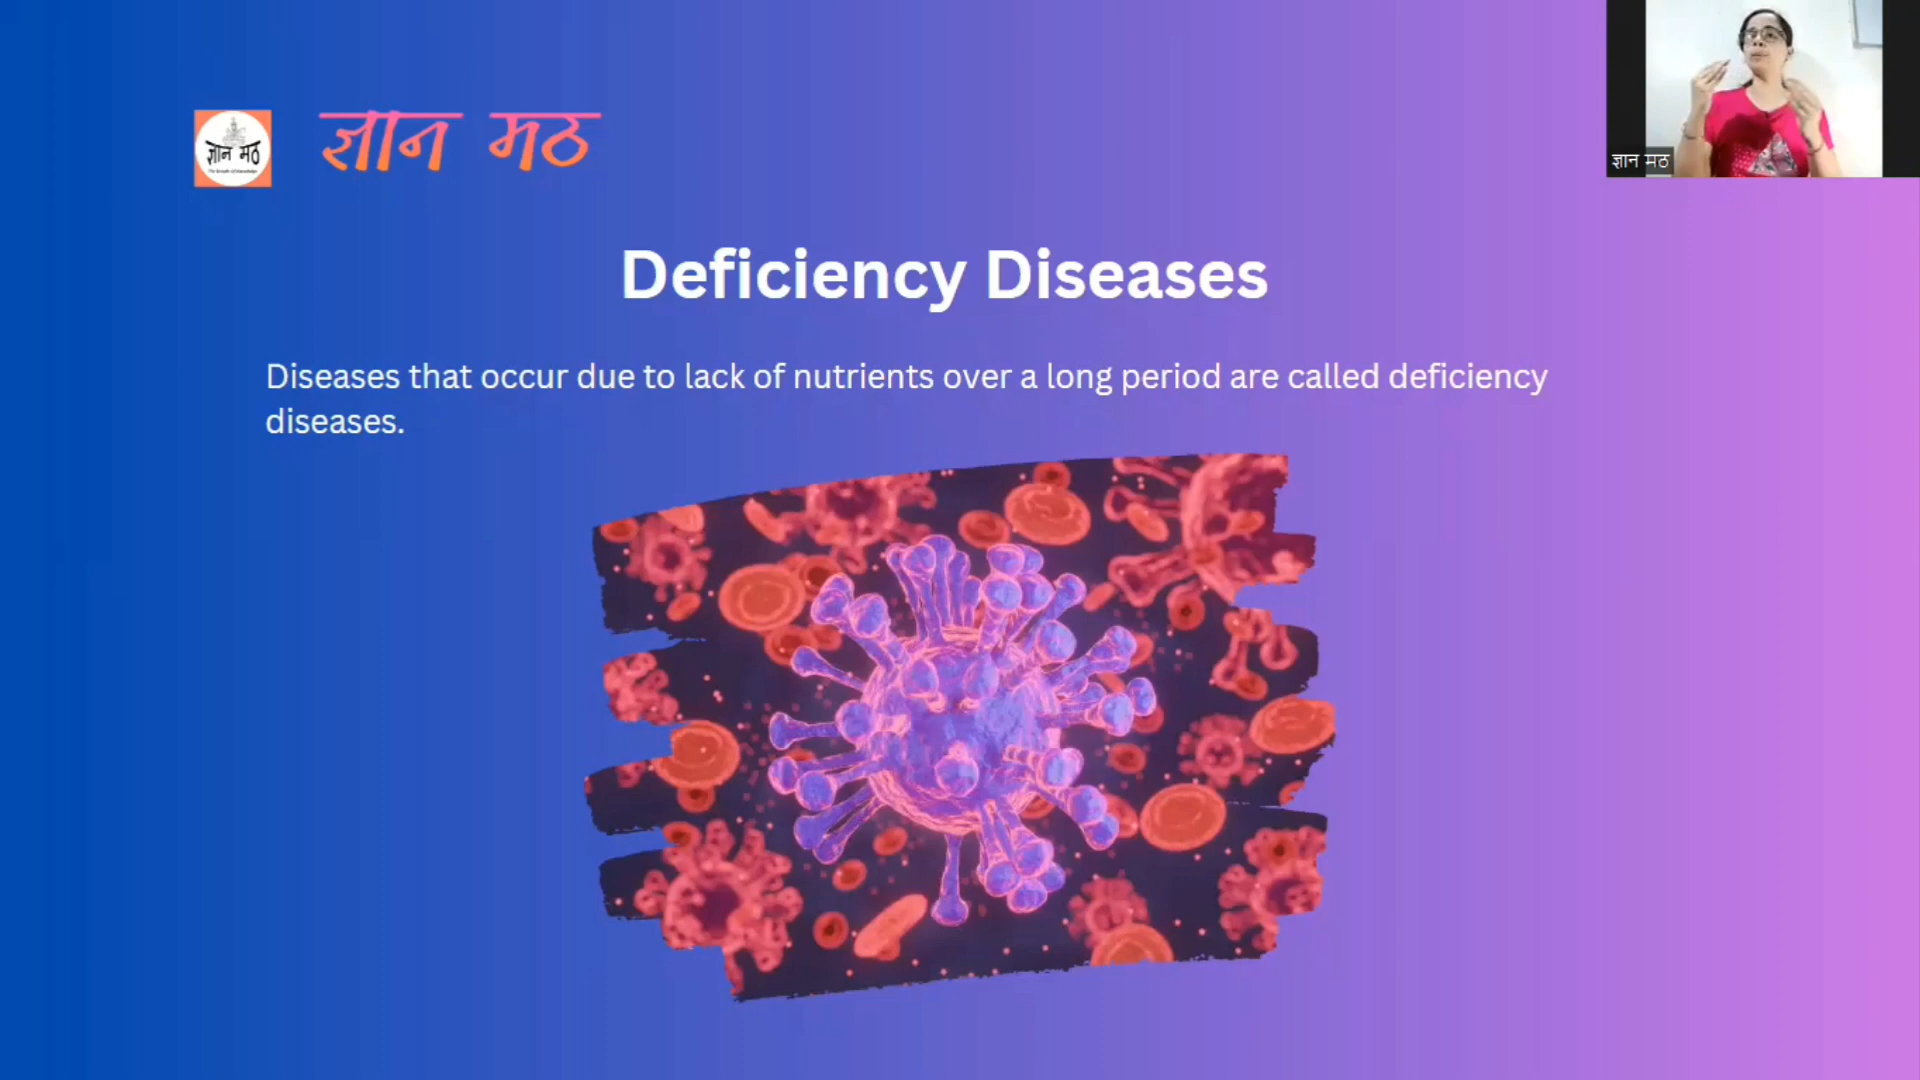 ज्ञान मठ
ज्ञान मठ
ज्ञान मठ
Deficiency Diseases
Diseases that occur due to lack of nutrients over a long period are called deficiency
diseases.